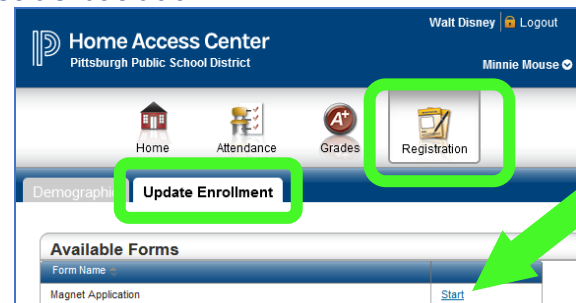 Walt Disney Logout
Home Access Center
Pittsburgh Public School District
Minnie Mouse
A+
Home Attendance Grades Registration
Update Enrollment
Available Forms
Form Name
Magnet Application Start